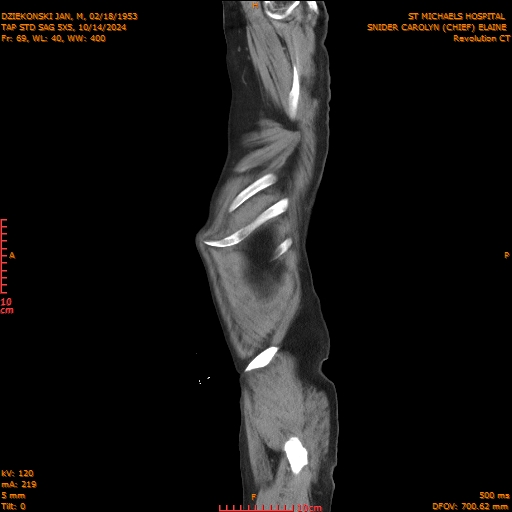 DZIEKONSKI JAN, M, 02/18/1953
TAP STD SAG 5X5, 10/14/2024
Fr: 69, WL: 40, WW: 400
ST MICHAELS HOSPITAL
SNIDER CAROLYN (CHIEF) ELAINE
Revolution CT
A
P
10
cm
kV: 120
mA: 219
5 mm
Tilt: 0
F
10cm
500 ms
DFOV: 700.62 mm